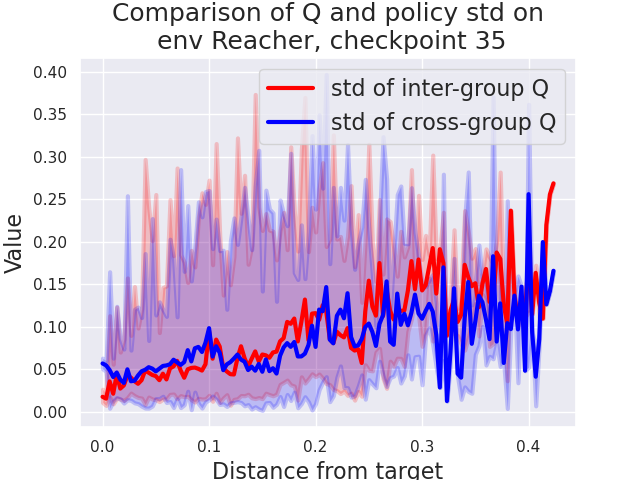 Comparison of Q and policy std on
env Reacher, checkpoint 35
std of inter-group Q
std of cross-group Q
Value
0.40
0.35
0.30
0.25
0.20
0.15
0.10
0.05
0.00
0.0 0.1 0.2 0.3 0.4
Distance from target